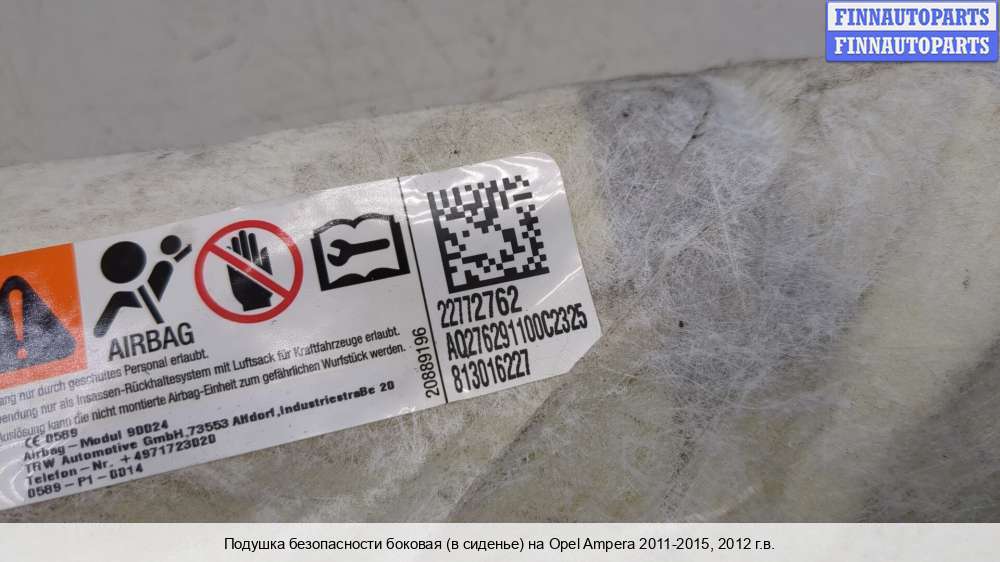 FINNAUTOPARTS
FINNAUTOPARTS
22772762
AQ276291100C2325
813016227
20889196
AIRBAG
nur durch geschultes Personal erlaubt.
nur als Insassen-Rückhaltesystem mit Luftsack für Kraftfahrzeuge erlaubt.
kann die nicht montierte Airbag-Einheit zum gefährlichen Wurfstück werden.
CE 0589
Airbag-Modul 90024
TRW Automotive GmbH,73553 Alfdorf,Industriestraße 20
Telefon-Nr. +4971723020
0589-P1-0014
Подушка безопасности боковая (в сиденье) на Opel Ampera 2011-2015, 2012 г.в.